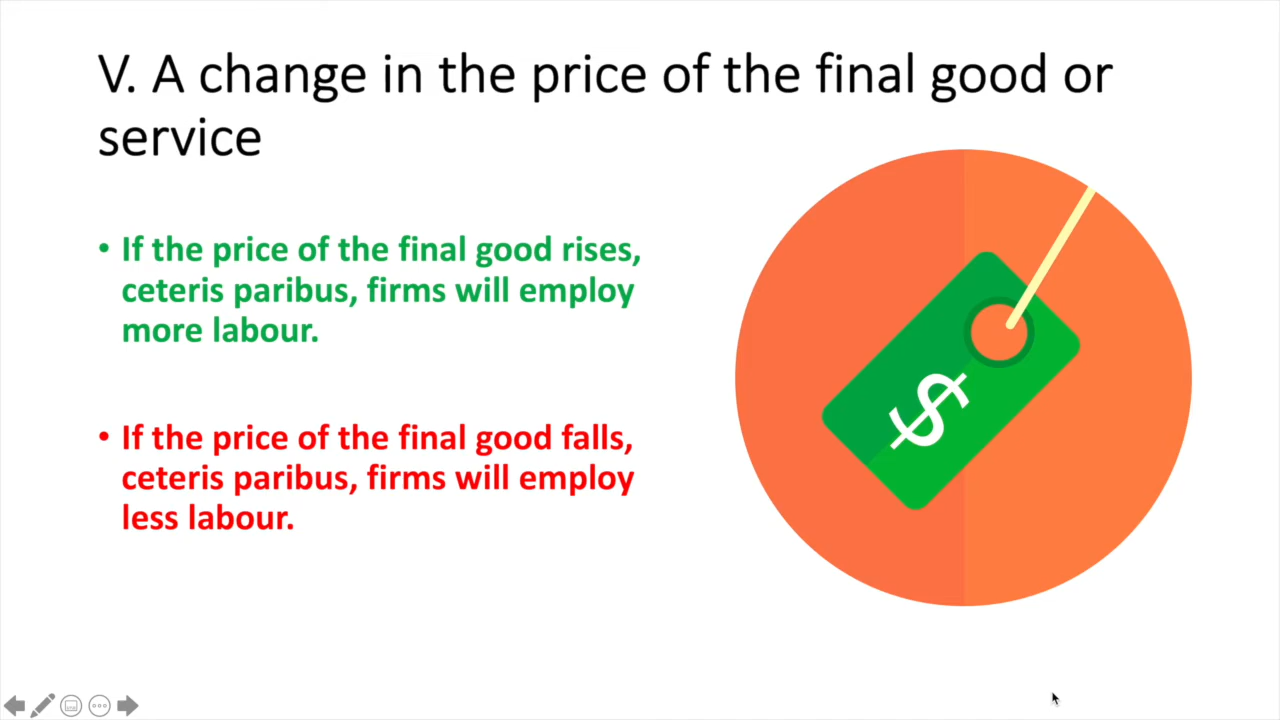 V. A change in the price of the final good or
service
• If the price of the final good rises,
ceteris paribus, firms will employ
more labour.
• If the price of the final good falls,
ceteris paribus, firms will employ
less labour.
$